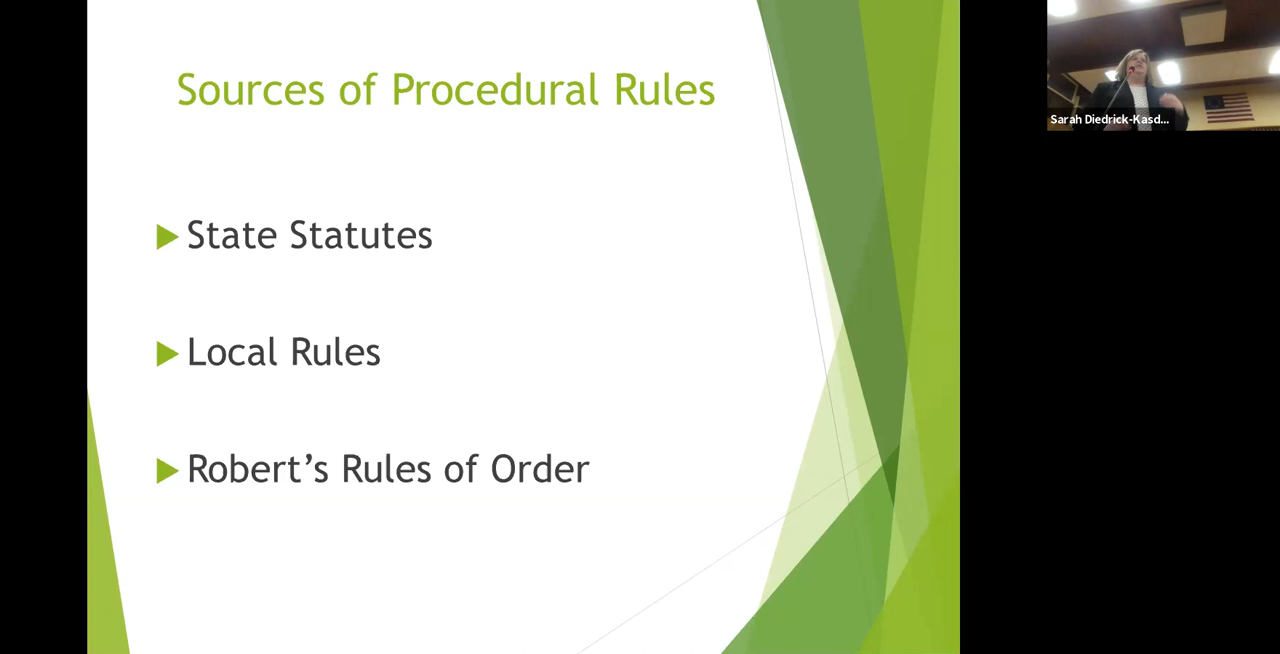 Sources of Procedural Rules
State Statutes
Local Rules
Robert’s Rules of Order
Sarah Diedrick-Kasd...